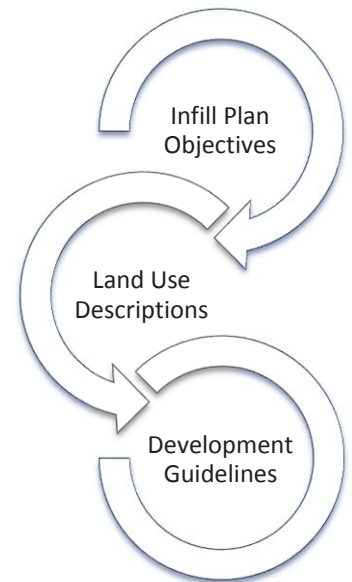 Infill Plan
Objectives
Land Use
Descriptions
Development
Guidelines